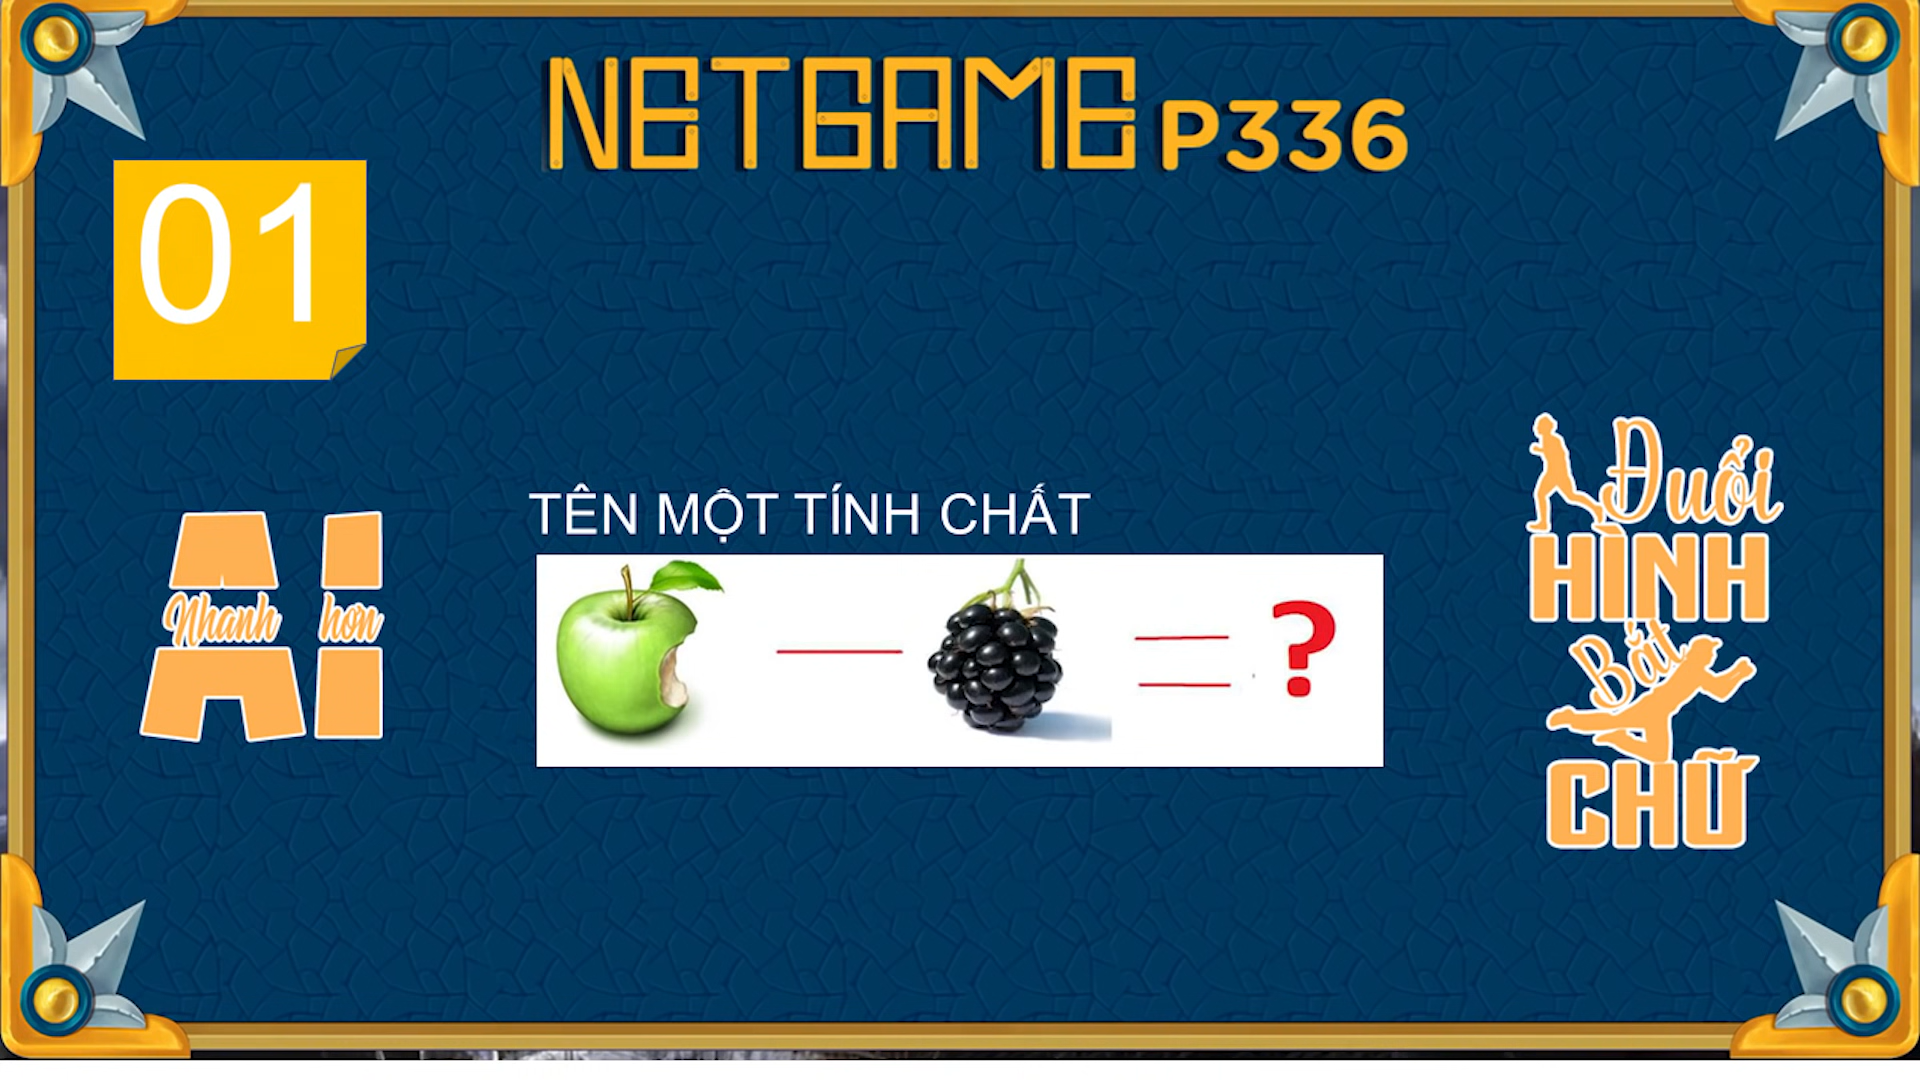 NETGAME P336
01
TÊN MỘT TÍNH CHẤT
AI
Nhanh hơn
Đuổi
HÌNH
Bắt
CHỮ
?